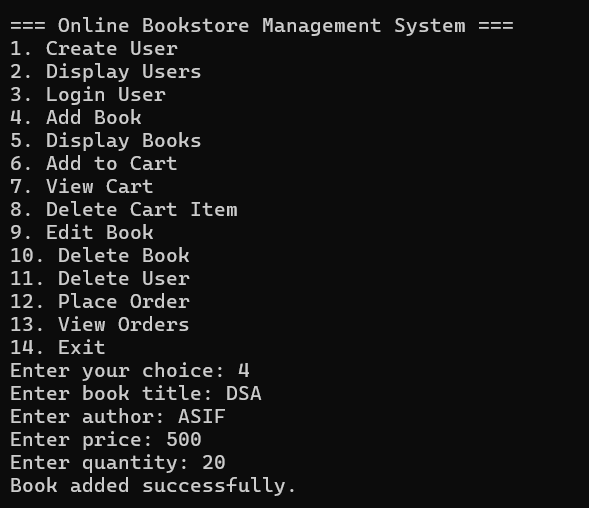 === Online Bookstore Management System ===
1. Create User
2. Display Users
3. Login User
4. Add Book
5. Display Books
6. Add to Cart
7. View Cart
8. Delete Cart Item
9. Edit Book
10. Delete Book
11. Delete User
12. Place Order
13. View Orders
14. Exit
Enter your choice: 4
Enter book title: DSA
Enter author: ASIF
Enter price: 500
Enter quantity: 20
Book added successfully.